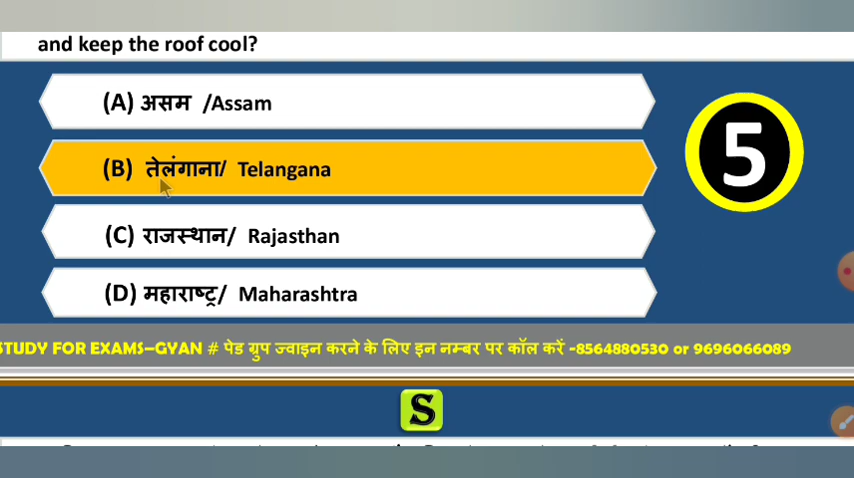 and keep the roof cool?
(A) असम /Assam
(B) तेलंगाना/ Telangana
5
(C) राजस्थान/ Rajasthan
(D) महाराष्ट्र/ Maharashtra
STUDY FOR EXAMS-GYAN # पेड ग्रुप ज्वाइन करने के लिए इन नम्बर पर कॉल करें -8564880530 or 9696066089
S